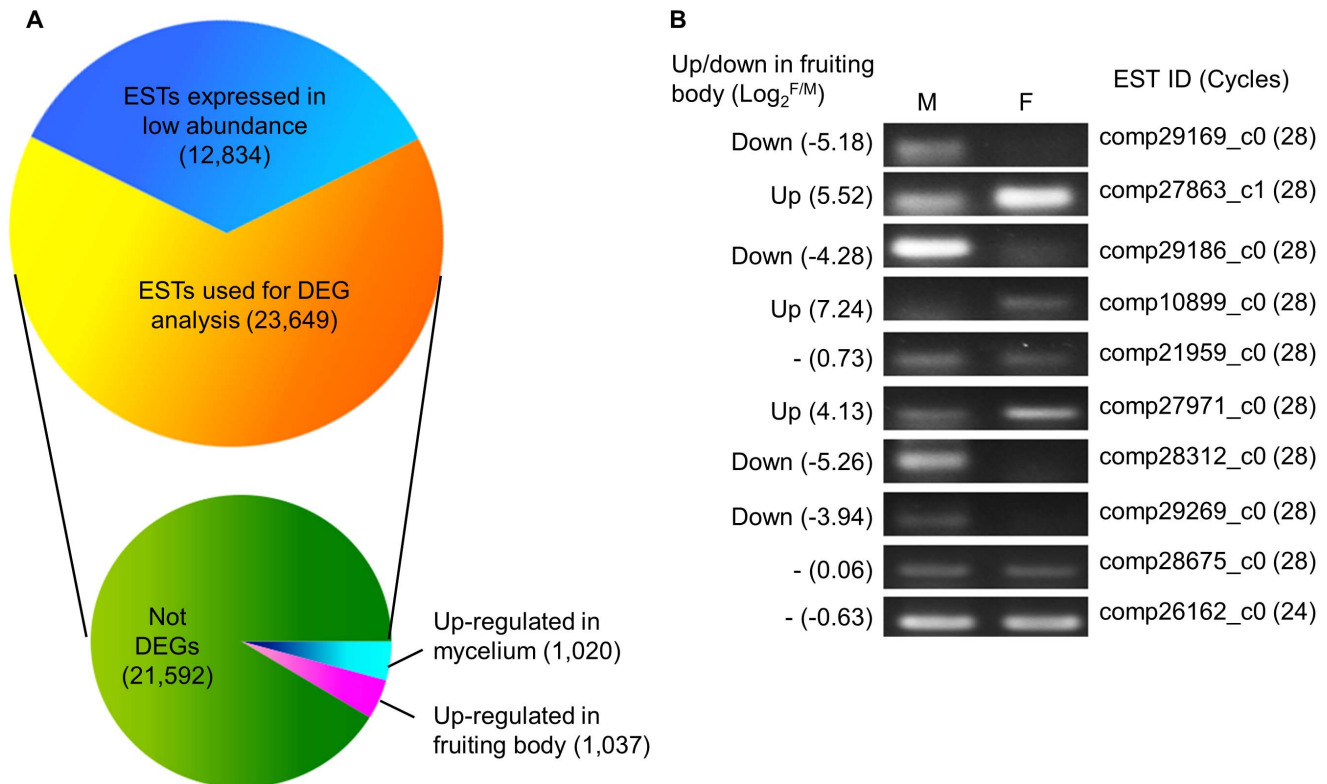 A
ESTs expressed in
low abundance
(12,834)
ESTs used for DEG
analysis (23,649)
Not
DEGs
(21,592)
Up-regulated in
mycelium (1,020)
Up-regulated in
fruiting body (1,037)
B
Up/down in fruiting
body (Log2F/M)
M F
EST ID (Cycles)
Down (-5.18) comp29169_c0 (28)
Up (5.52) comp27863_c1 (28)
Down (-4.28) comp29186_c0 (28)
Up (7.24) comp10899_c0 (28)
- (0.73) comp21959_c0 (28)
Up (4.13) comp27971_c0 (28)
Down (-5.26) comp28312_c0 (28)
Down (-3.94) comp29269_c0 (28)
- (0.06) comp28675_c0 (28)
- (-0.63) comp26162_c0 (24)